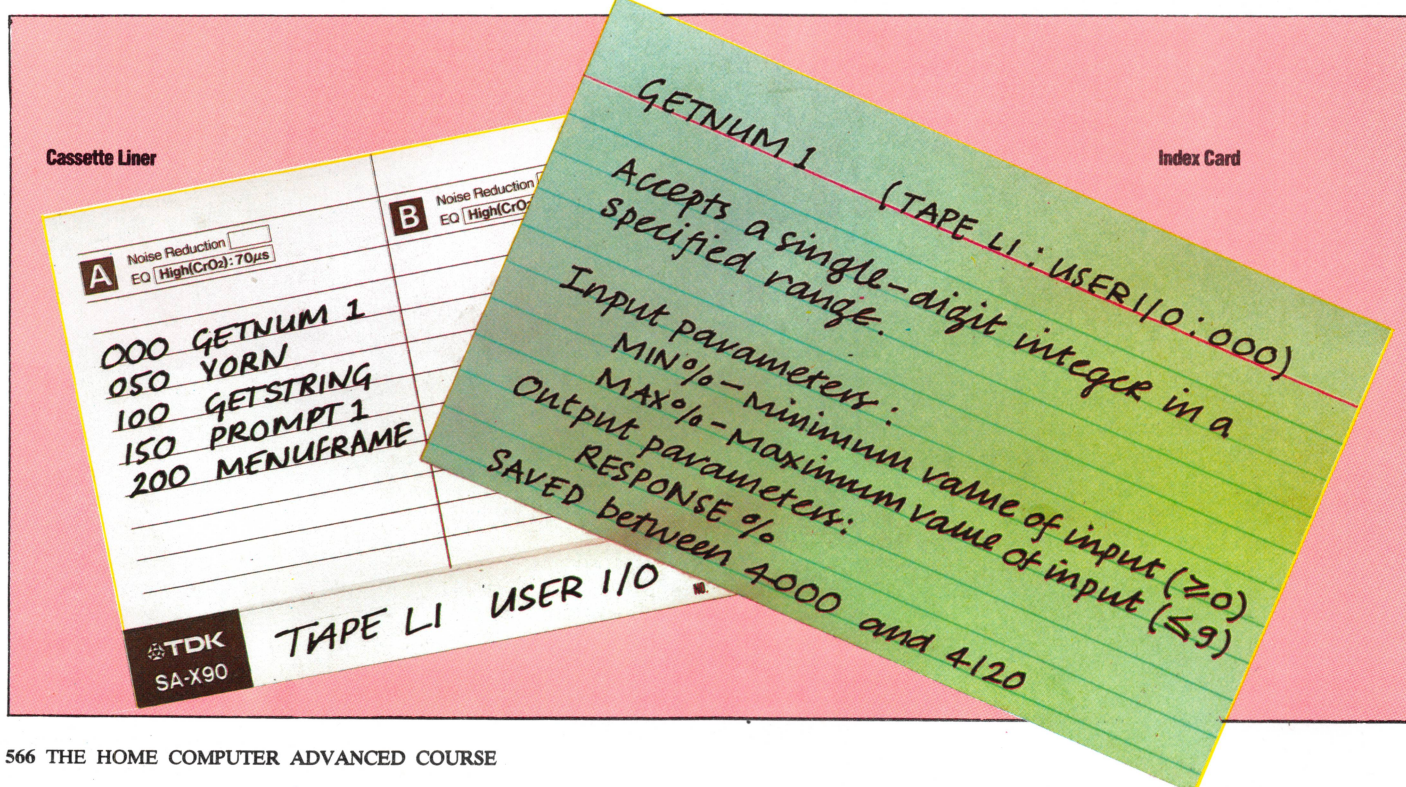 Cassette Liner
A
Noise Reduction
EQ High(CrO2): 70μs
B
Noise Reduction
EQ High(CrO2
000 GETNUM 1
050 YORN
100 GETSTRING
150 PROMPT 1
200 MENUFRAME
TDK
SA-X90
TAPE LI USER I/O
NO.
Index Card
GETNUM 1 (TAPE LI : USER I/O : 000)
Accepts a single-digit integer in a
specified range.
Input parameters:
MIN% - minimum value of input (≥0)
MAX% - Maximum value of input (≤9)
Output parameters:
RESPONSE %
SAVED between 4000 and 4120
566 THE HOME COMPUTER ADVANCED COURSE